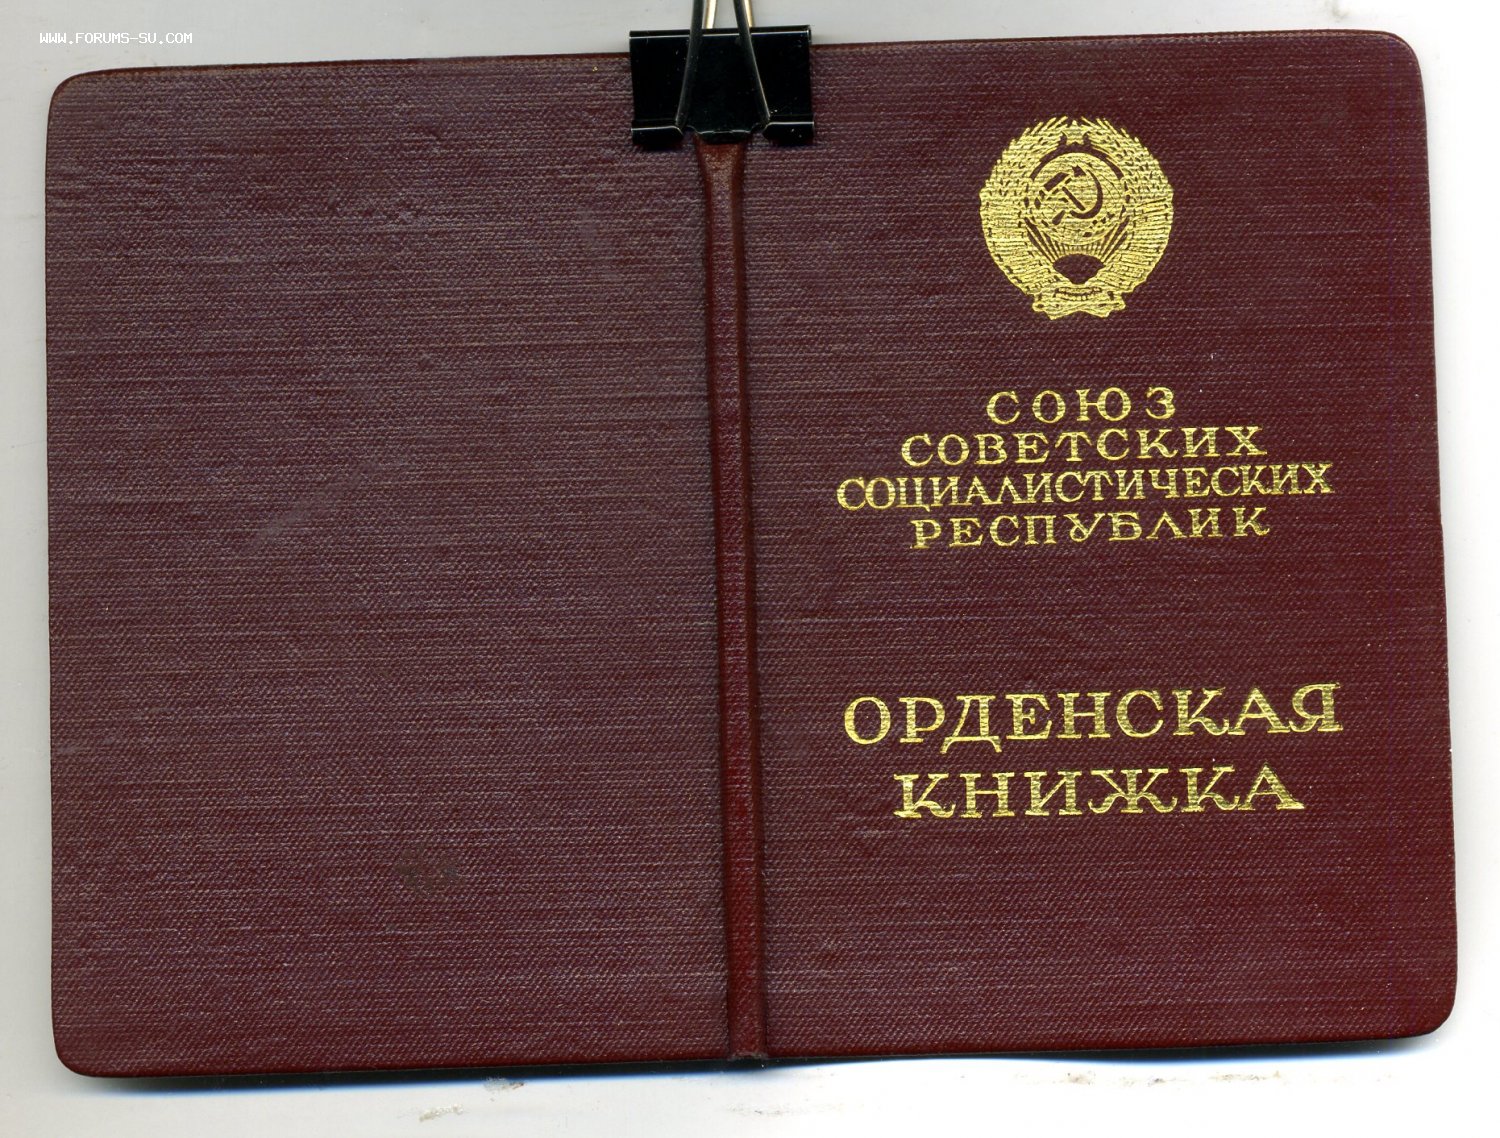 WWW.FORUMS-SU.COM
СОЮЗ
СОВЕТСКИХ
СОЦИАЛИСТИЧЕСКИХ
РЕСПУБЛИК
ОРДЕНСКАЯ
КНИЖКА